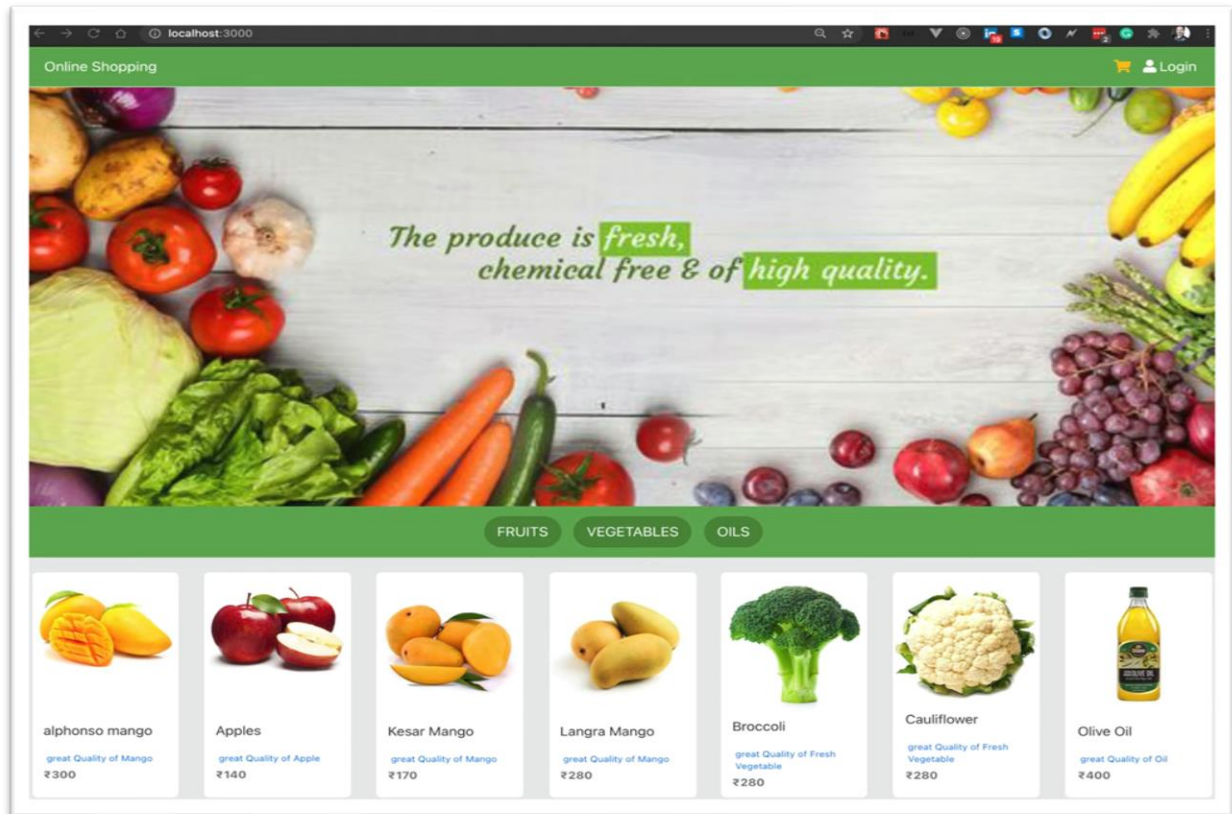 localhost:3000
Online Shopping
Login
The produce is fresh,
chemical free & of high quality.
FRUITS VEGETABLES OILS
alphonso mango
great Quality of Mango
₹300
Apples
great Quality of Apple
₹140
Kesar Mango
great Quality of Mango
₹170
Langra Mango
great Quality of Mango
₹280
Broccoli
great Quality of Fresh
Vegetable
₹280
Cauliflower
great Quality of Fresh
Vegetable
₹280
Olive Oil
great Quality of Oil
₹400